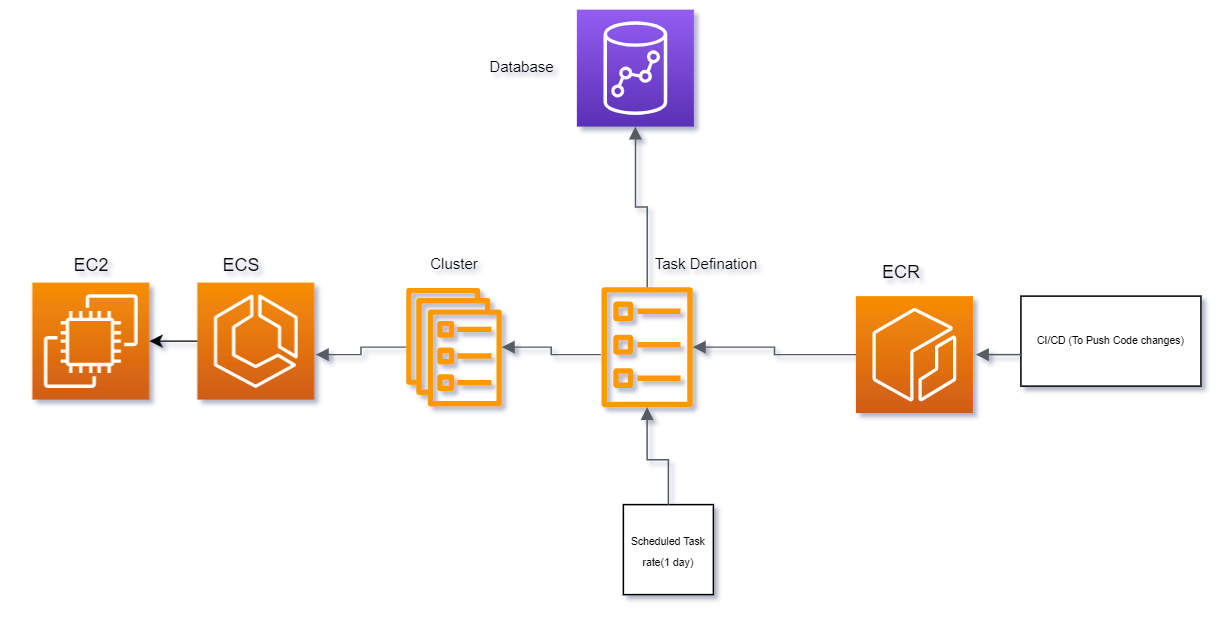 Database
EC2
ECS
Cluster
Task Defination
ECR
CI/CD (To Push Code changes)
Scheduled Task
rate(1 day)